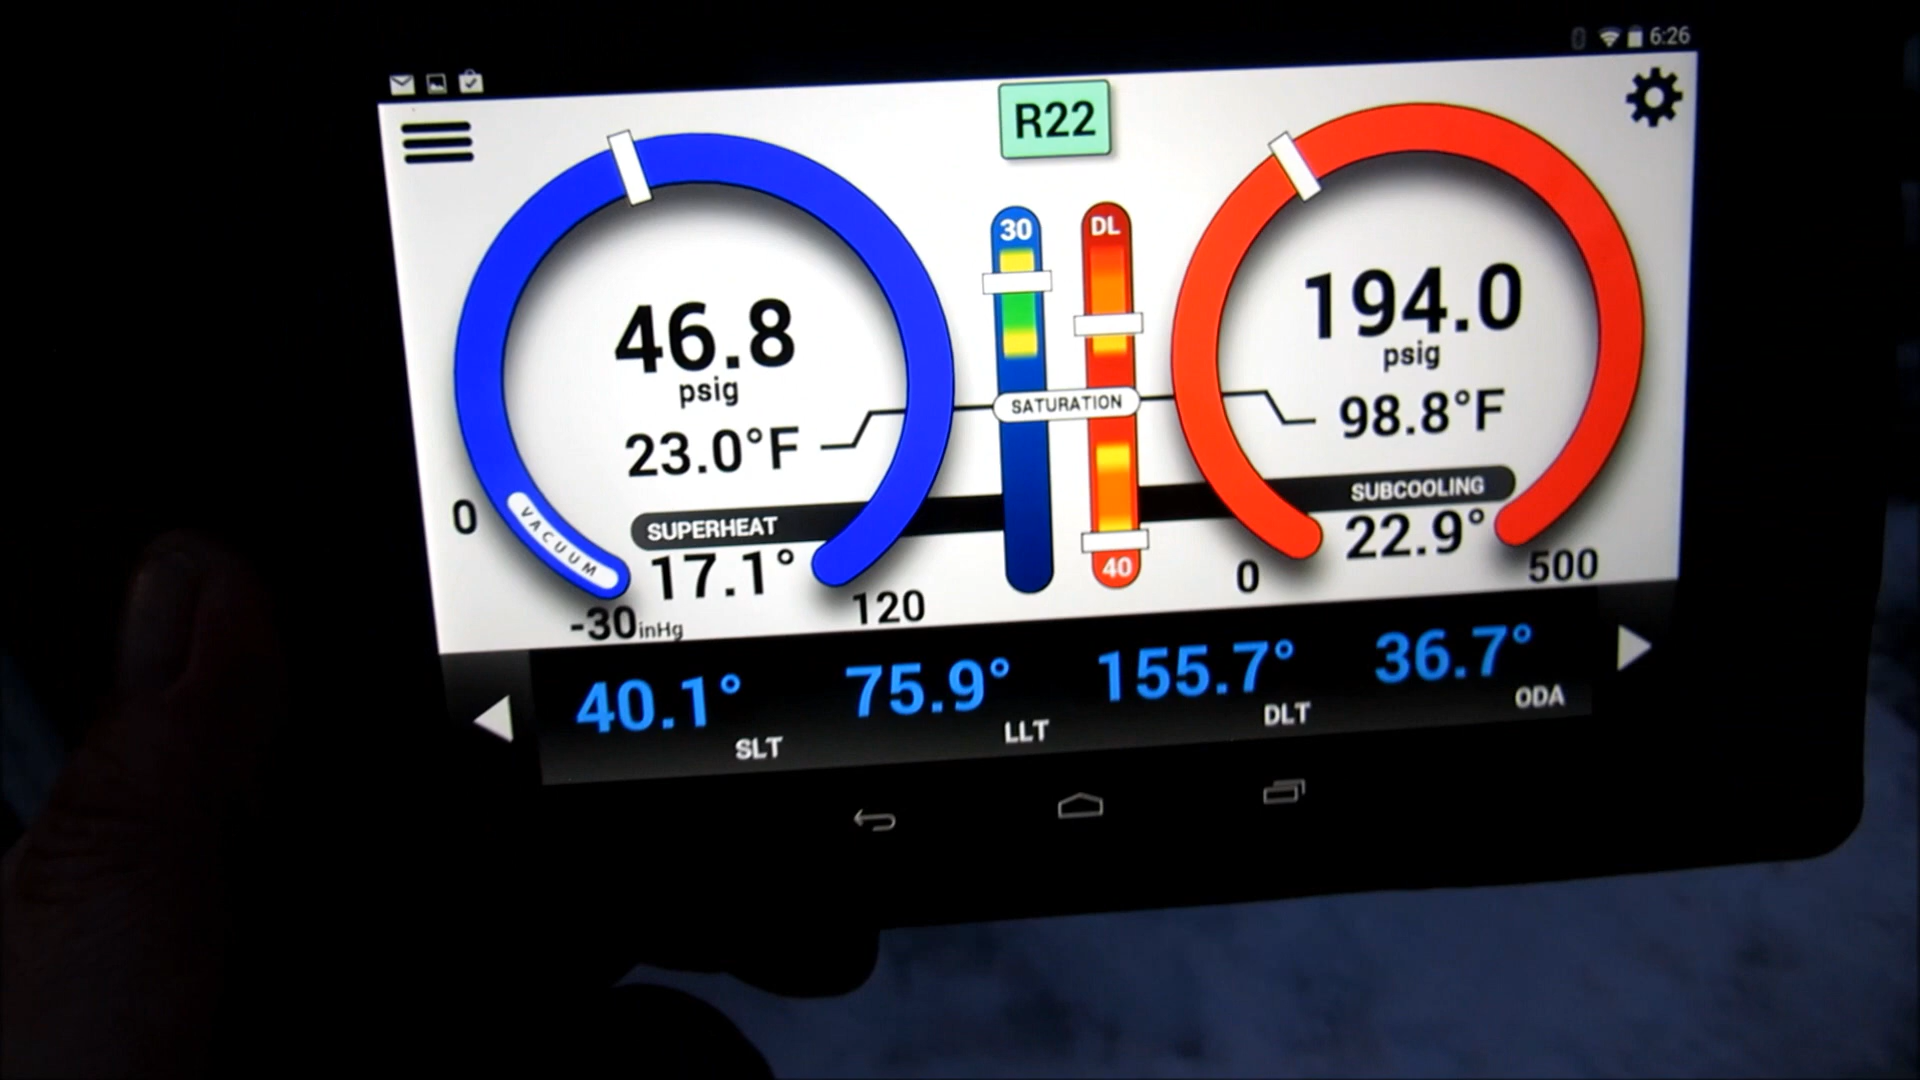 6:26
R22
30
DL
46.8
psig
23.0°F
194.0
psig
98.8°F
SATURATION
0
VACUUM
SUPERHEAT
17.1°
-30inHg
120
40
SUBCOOLING
22.9°
0
500
40.1°
SLT
75.9°
LLT
155.7°
DLT
36.7°
ODA